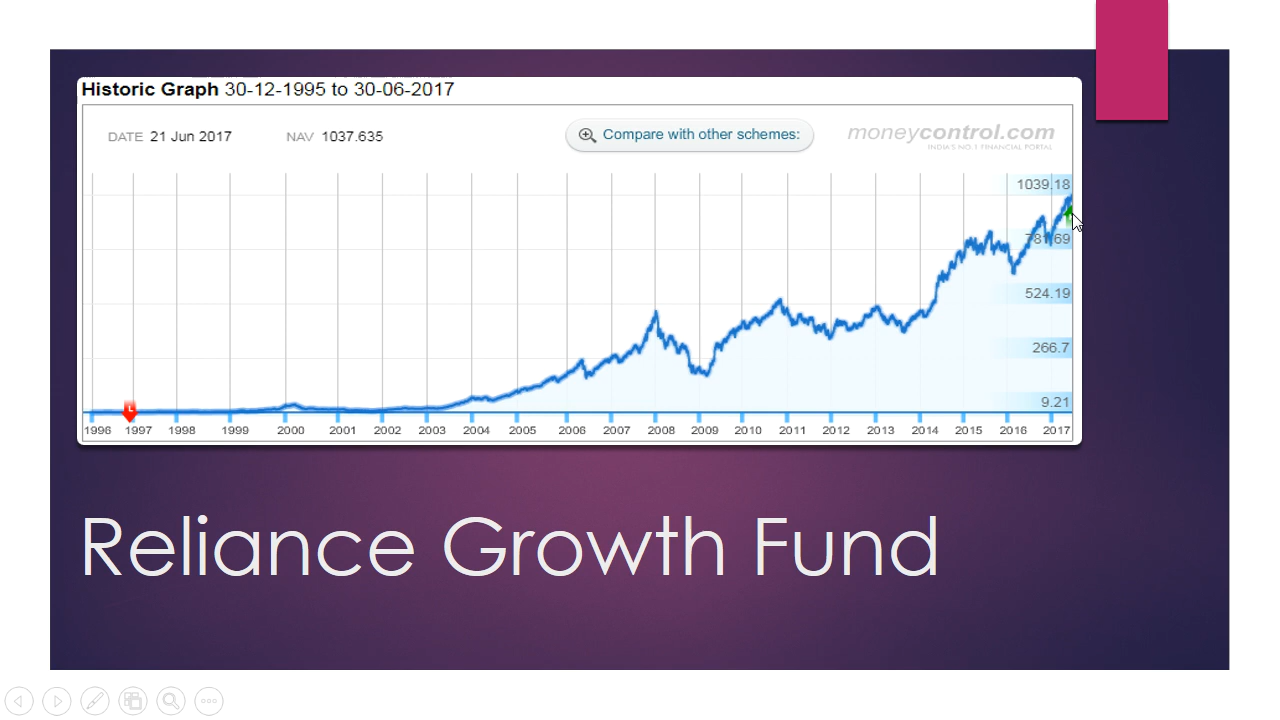 Historic Graph 30-12-1995 to 30-06-2017
DATE 21 Jun 2017 NAV 1037.635 Compare with other schemes: moneycontrol.com
INDIA'S NO.1 FINANCIAL PORTAL
1039.18
781.69
524.19
266.7
9.21
1996 1997 1998 1999 2000 2001 2002 2003 2004 2005 2006 2007 2008 2009 2010 2011 2012 2013 2014 2015 2016 2017
Reliance Growth Fund